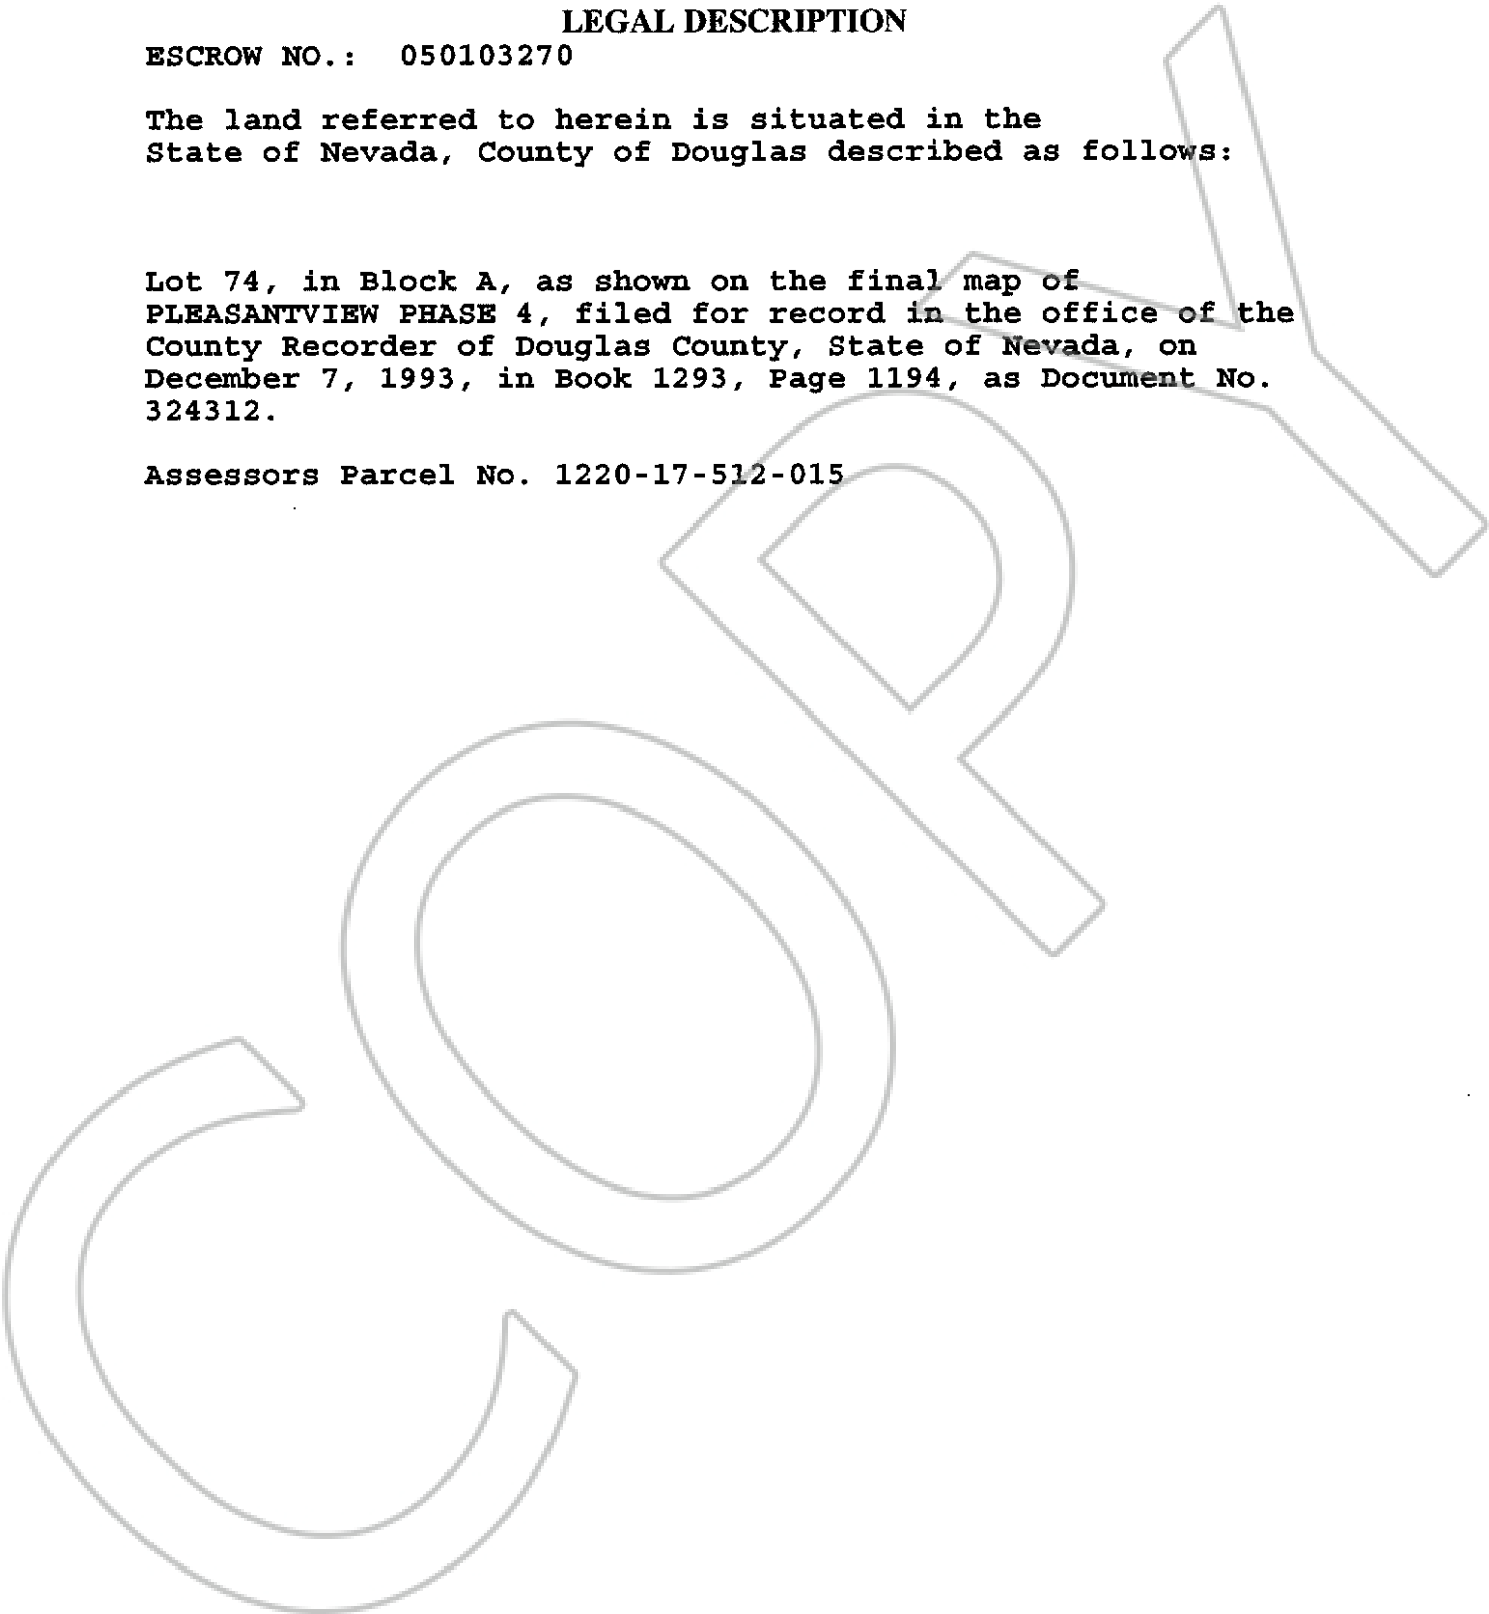 LEGAL DESCRIPTION
ESCROW NO.: 050103270
The land referred to herein is situated in the
State of Nevada, County of Douglas described as follows:
Lot 74, in Block A, as shown on the final map of
PLEASANTVIEW PHASE 4, filed for record in the office of the
County Recorder of Douglas County, State of Nevada, on
December 7, 1993, in Book 1293, Page 1194, as Document No.
324312.
Assessors Parcel No. 1220-17-512-015
COPY